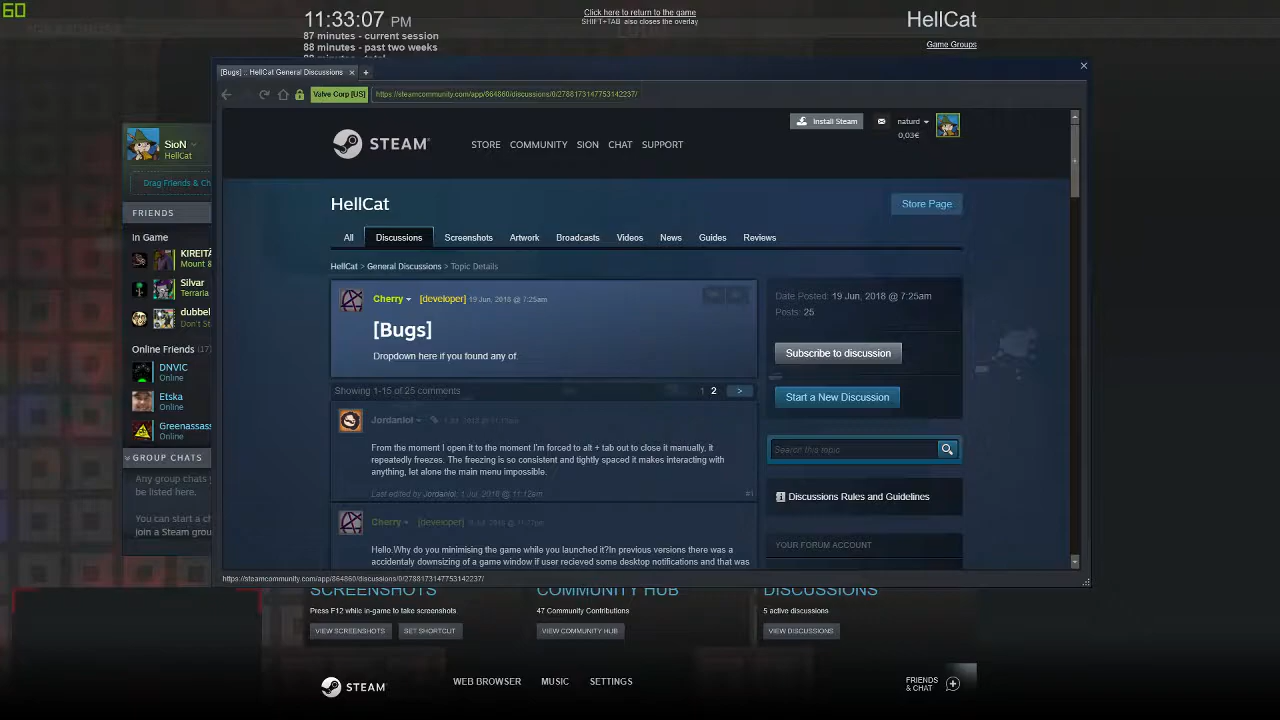 60
11:33:07 PM
87 minutes - current session
88 minutes - past two weeks
Click here to return to the game
SHIFT+TAB also closes the overlay
HellCat
Game Groups
[Bugs] :: HellCat General Discussions
Valve Corp [US]
https://steamcommunity.com/app/864860/discussions/0/2788173147753142237/
Install Steam
naturd
0,03€
STEAM
STORE COMMUNITY SION CHAT SUPPORT
HellCat
Store Page
All Discussions Screenshots Artwork Broadcasts Videos News Guides Reviews
HellCat > General Discussions > Topic Details
Cherry [developer] 19 Jun, 2018 @ 7:25am
[Bugs]
Dropdown here if you found any of.
Showing 1-15 of 25 comments
1 2 >
Jordaniol
From the moment I open it to the moment I'm forced to alt + tab out to close it manually, it
repeatedly freezes. The freezing is so consistent and tightly spaced it makes interacting with
anything, let alone the main menu impossible.
Last edited by Jordaniol; 1 Jul, 2018 @ 11:12am
#1
Cherry [developer]
Hello.Why do you minimising the game while you launched it?In previous versions there was a
accidentaly downsizing of a game window if user recieved some desktop notifications and that was
Date Posted: 19 Jun, 2018 @ 7:25am
Posts: 25
Subscribe to discussion
Start a New Discussion
Search this topic
Discussions Rules and Guidelines
YOUR FORUM ACCOUNT
https://steamcommunity.com/app/864860/discussions/0/2788173147753142237/
SiON
HellCat
Drag Friends & Ch
FRIENDS
In Game
KIREITÄ
Mount &
Silvar
Terraria
dubbel
Don't St
Online Friends (17)
DNVIC
Online
Etska
Online
Greenassass
Online
GROUP CHATS
Any group chats
be listed here.
You can start a ch
join a Steam grou
SCREENSHOTS
Press F12 while in-game to take screenshots
VIEW SCREENSHOTS SET SHORTCUT
COMMUNITY HUB
47 Community Contributions
VIEW COMMUNITY HUB
DISCUSSIONS
5 active discussions
VIEW DISCUSSIONS
STEAM
WEB BROWSER MUSIC SETTINGS
FRIENDS
& CHAT